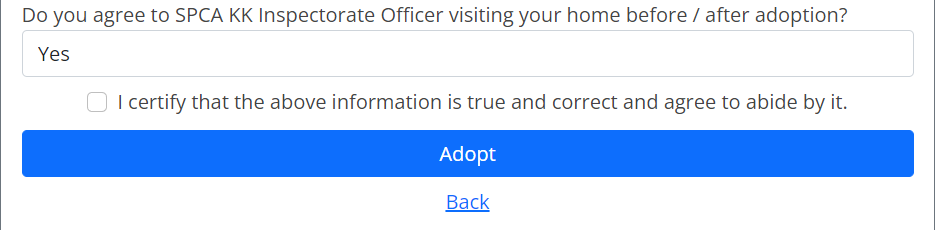 Do you agree to SPCA KK Inspectorate Officer visiting your home before / after adoption?
Yes
I certify that the above information is true and correct and agree to abide by it.
Adopt
Back